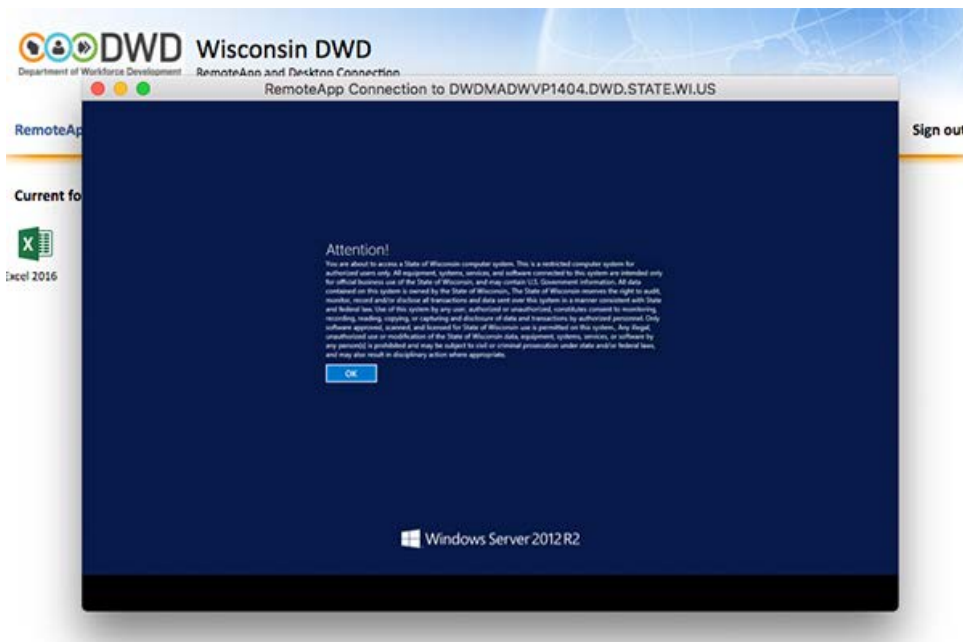 DWD
Department of Workforce Development
Wisconsin DWD
RemoteApp and Desktop Connection
RemoteApp Connection to DWDMADWVP1404.DWD.STATE.WI.US
RemoteAp
Sign out
Current fo
Excel 2016
Attention!
You are about to access a State of Wisconsin computer system. This is a restricted computer system for
authorized users only. All equipment, systems, services, and software connected to this system are intended only
for official business use of the State of Wisconsin, and may contain U.S. Government information. All data
contained on this system is owned by the State of Wisconsin., The State of Wisconsin reserves the right to audit,
monitor, record and/or disclose all transactions and data sent over this system in a manner consistent with State
and federal law. Use of this system by any user, authorized or unauthorized, constitutes consent to monitoring,
recording, reading, copying, or capturing and disclosure of data and transactions by authorized personnel. Only
software approved, scanned, and licensed for State of Wisconsin use is permitted on this system., Any illegal,
unauthorized use or modification of the State of Wisconsin data, equipment, systems, services, or software by
any person(s) is prohibited and may be subject to civil or criminal prosecution under state and/or federal laws,
and may also result in disciplinary action where appropriate.
OK
Windows Server 2012 R2